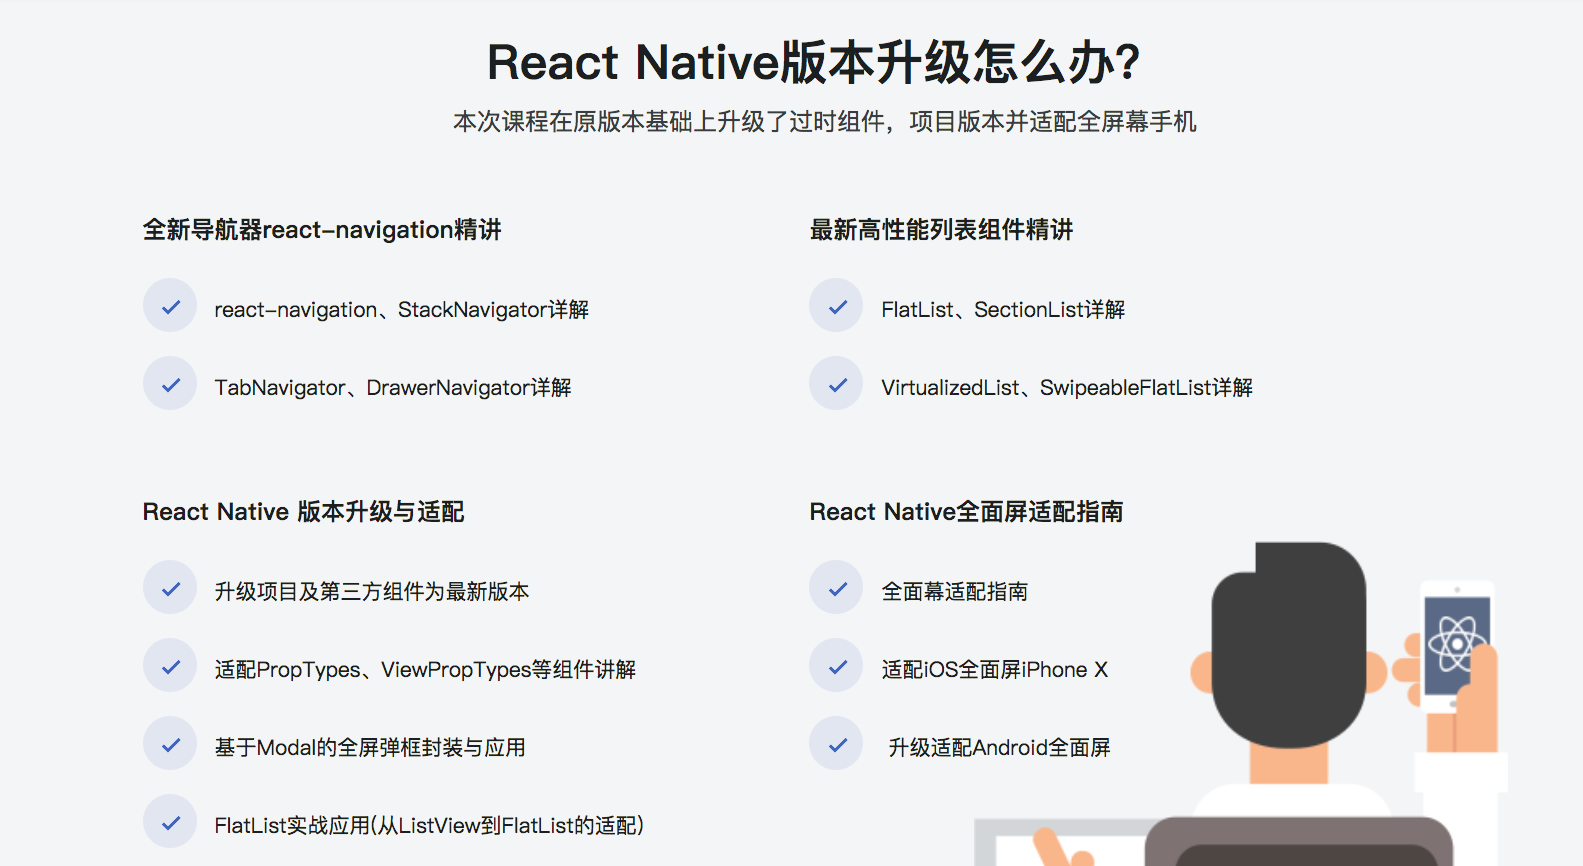 React Native版本升级怎么办?
本次课程在原版本基础上升级了过时组件，项目版本并适配全屏幕手机
全新导航器react-navigation精讲
react-navigation、StackNavigator详解
TabNavigator、DrawerNavigator详解
最新高性能列表组件精讲
FlatList、SectionList详解
VirtualizedList、SwipeableFlatList详解
React Native 版本升级与适配
升级项目及第三方组件为最新版本
适配PropTypes、ViewPropTypes等组件讲解
基于Modal的全屏弹框封装与应用
FlatList实战应用(从ListView到FlatList的适配)
React Native全面屏适配指南
全面幕适配指南
适配iOS全面屏iPhone X
升级适配Android全面屏